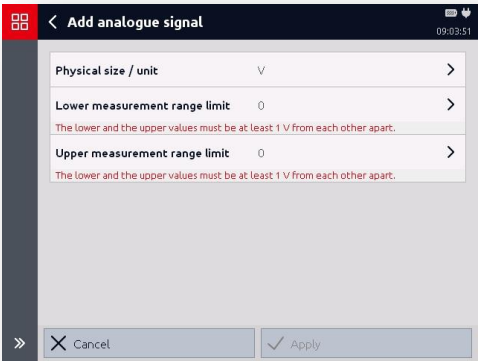 Add analogue signal
09:03:51
Physical size / unit V
Lower measurement range limit 0
The lower and the upper values must be at least 1 V from each other apart.
Upper measurement range limit 0
The lower and the upper values must be at least 1 V from each other apart.
Cancel Apply